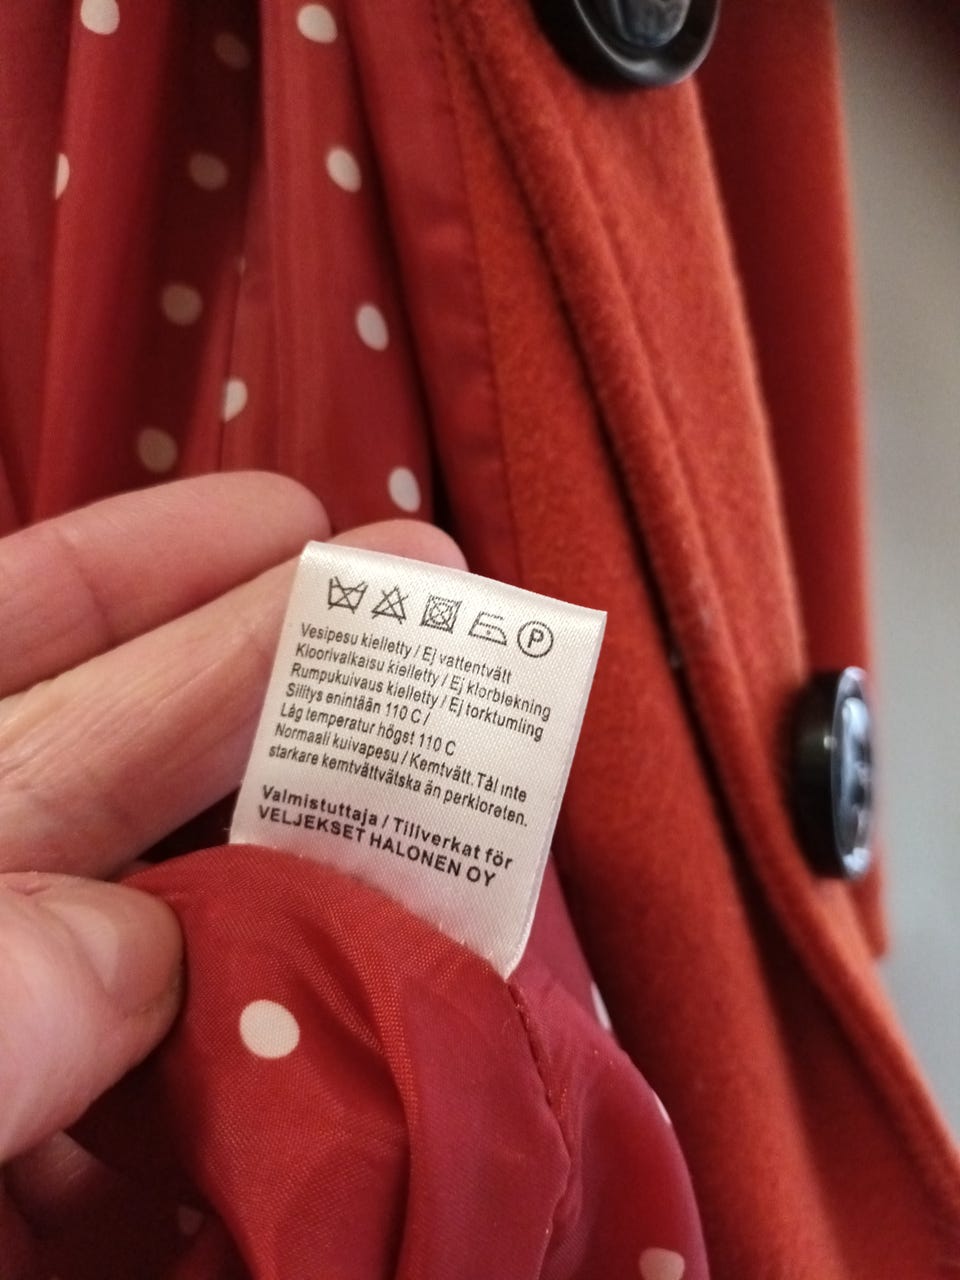 P
Vesipesu kielletty / Ej vattentvält
Kloorivalkaisu kielletty / Ej klorblekning
Rumpukuivaus kielletty / Ej torktumling
Silitys enintään 110 C /
Låg temperatur högst 110 C
Normaali kuivapesu / Kemtvätt.Tål inte
starkare kemtvättvätska än perkloreten.
Valmistuttaja / Tillverkat för
VELJEKSET HALONEN OY